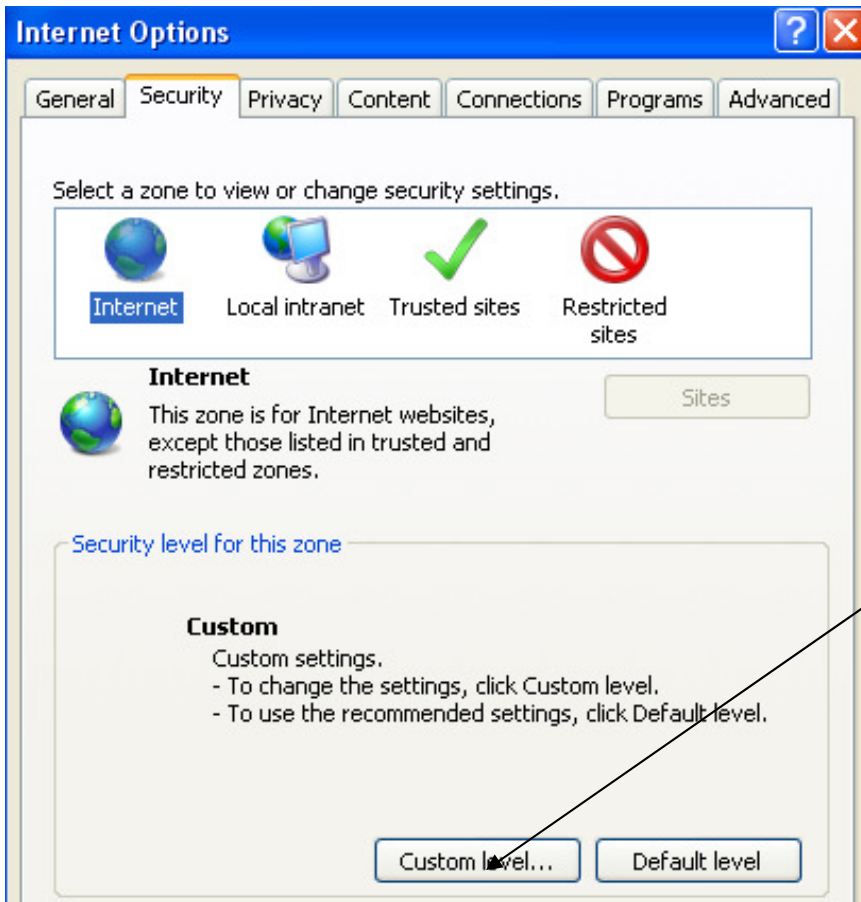 Internet Options
General Security Privacy Content Connections Programs Advanced
Select a zone to view or change security settings.
Internet Local intranet Trusted sites Restricted sites
Internet
Sites
This zone is for Internet websites,
except those listed in trusted and
restricted zones.
Security level for this zone
Custom
Custom settings.
- To change the settings, click Custom level.
- To use the recommended settings, click Default level.
Custom level... Default level